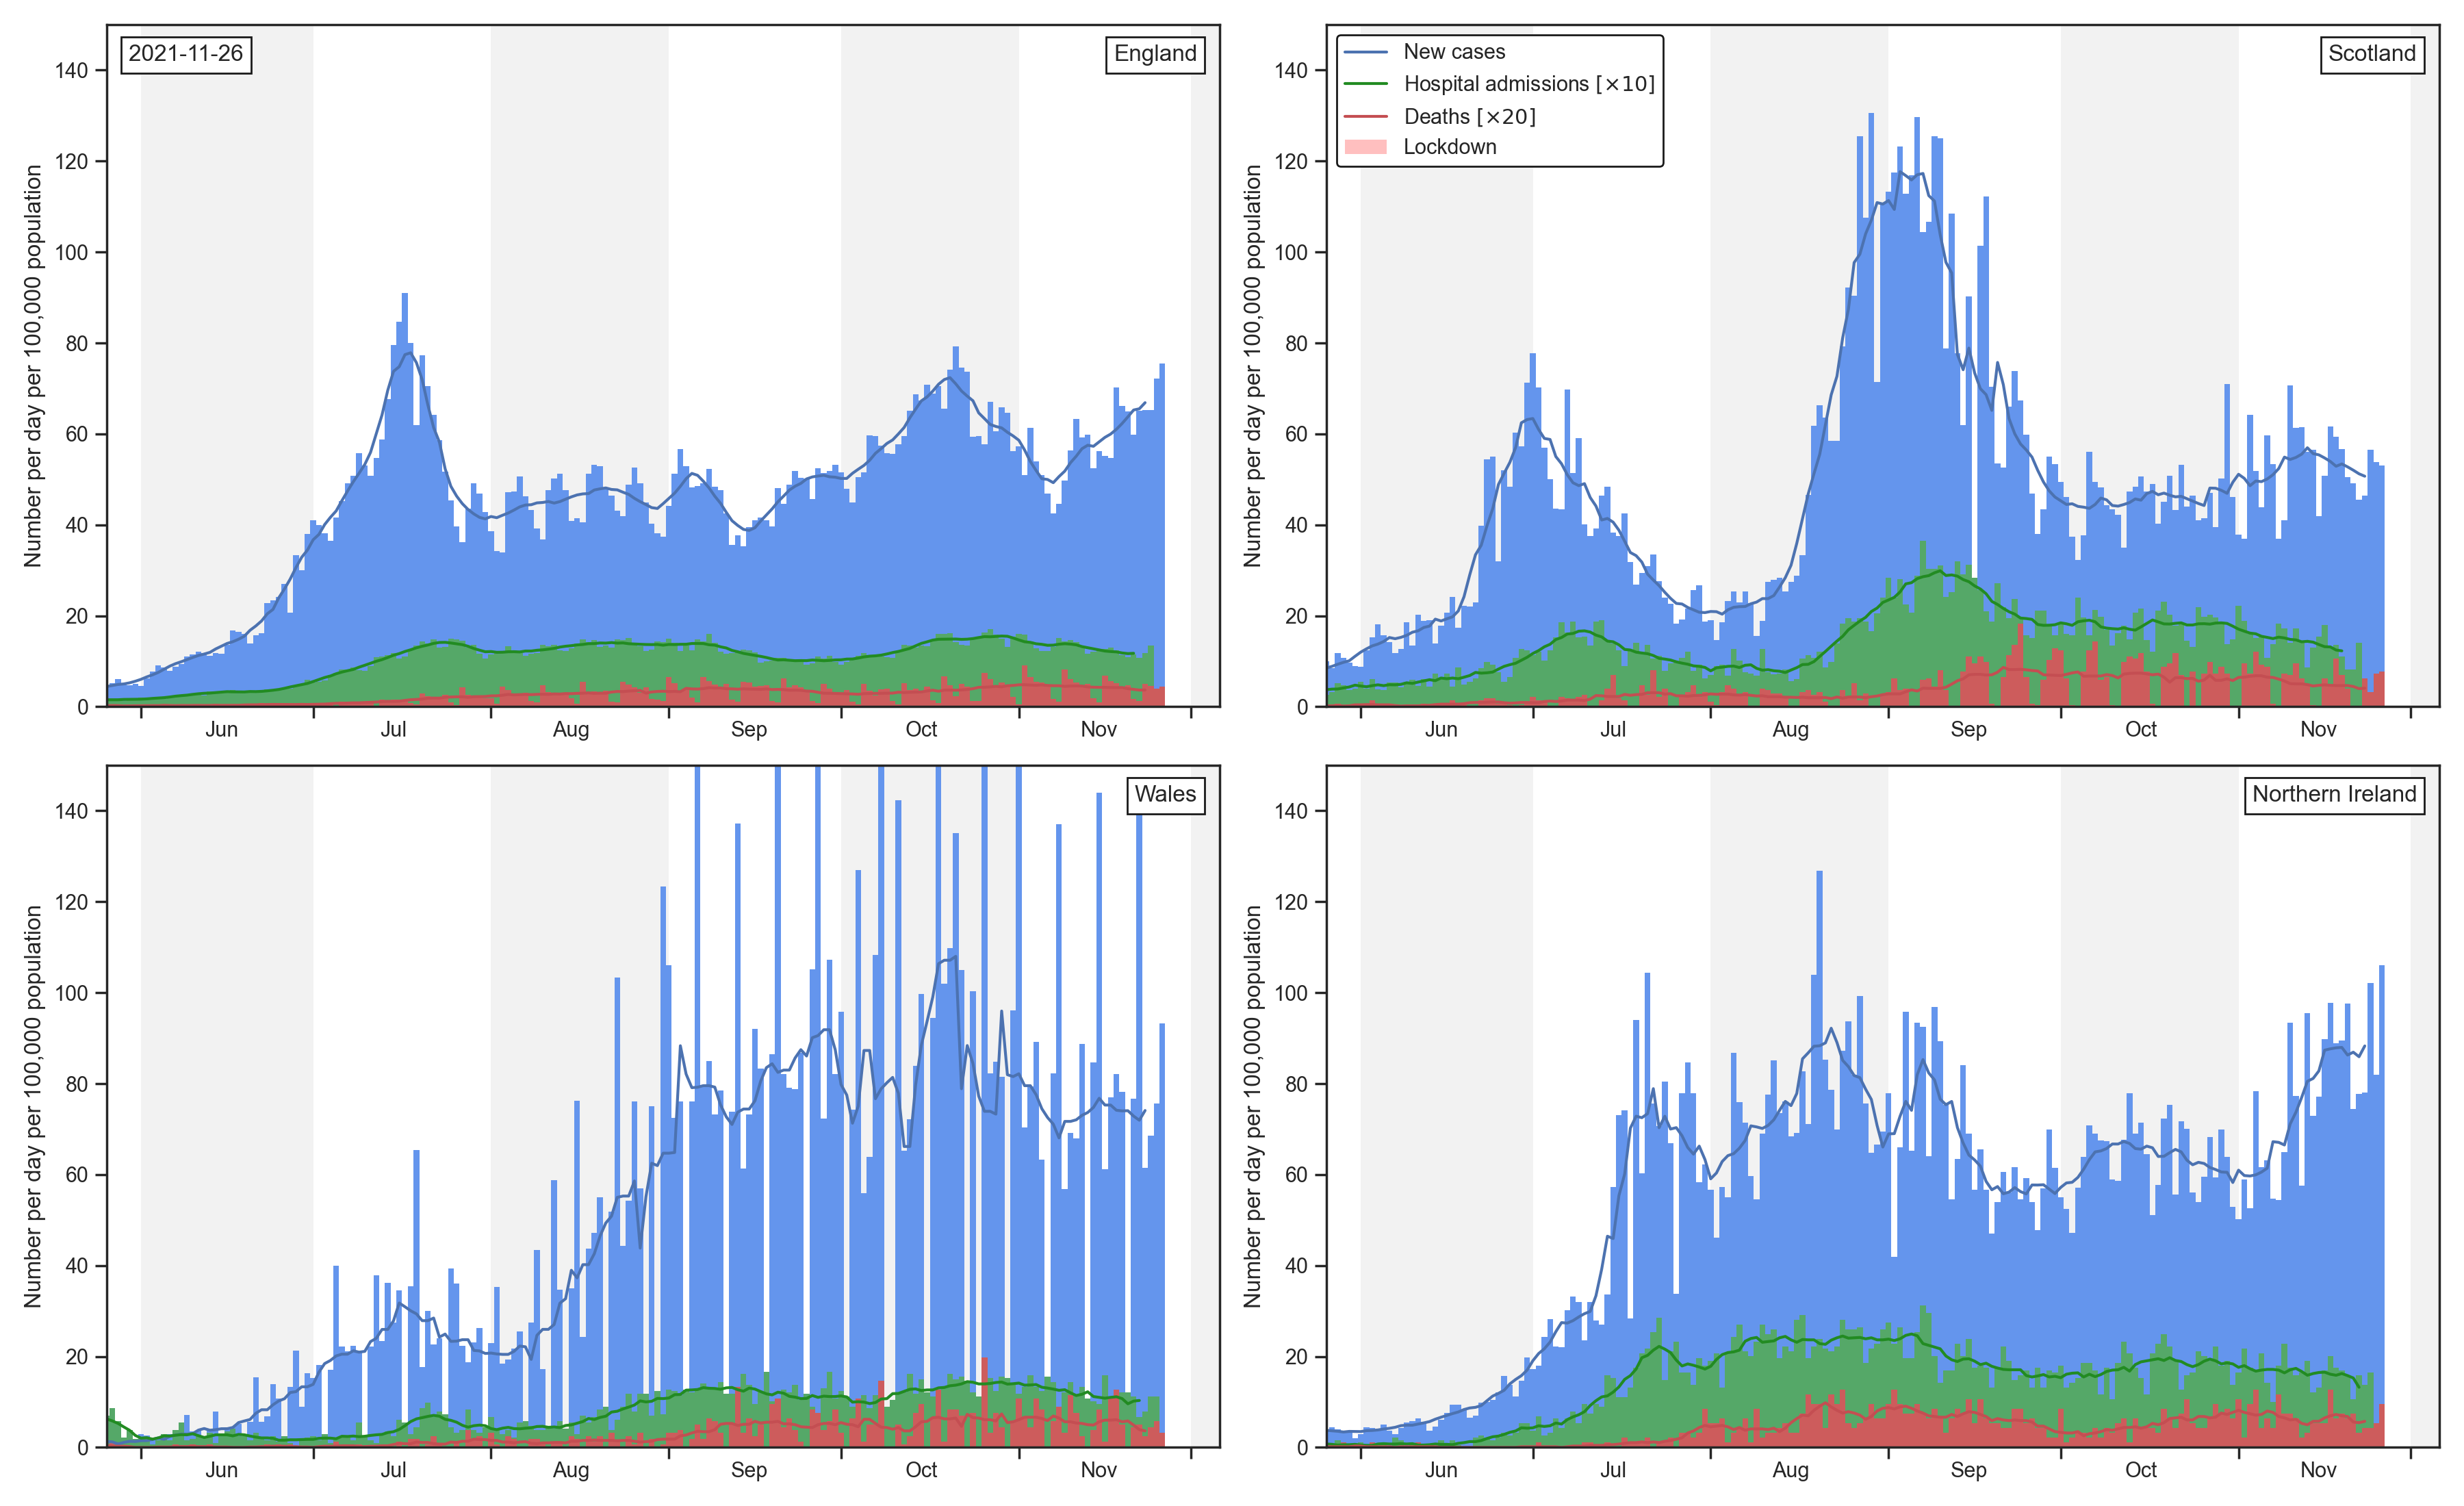 2021-11-26
England
Number per day per 100,000 population
140
120
100
80
60
40
20
0
Jun
Jul
Aug
Sep
Oct
Nov
New cases
Hospital admissions [×10]
Deaths [×20]
Lockdown
Scotland
Number per day per 100,000 population
140
120
100
80
60
40
20
0
Jun
Jul
Aug
Sep
Oct
Nov
Wales
Number per day per 100,000 population
140
120
100
80
60
40
20
0
Jun
Jul
Aug
Sep
Oct
Nov
Northern Ireland
Number per day per 100,000 population
140
120
100
80
60
40
20
0
Jun
Jul
Aug
Sep
Oct
Nov